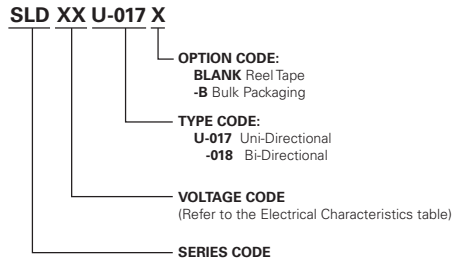 SLD XX U-017 X
OPTION CODE:
BLANK Reel Tape
-B Bulk Packaging
TYPE CODE:
U-017 Uni-Directional
-018 Bi-Directional
VOLTAGE CODE
(Refer to the Electrical Characteristics table)
SERIES CODE